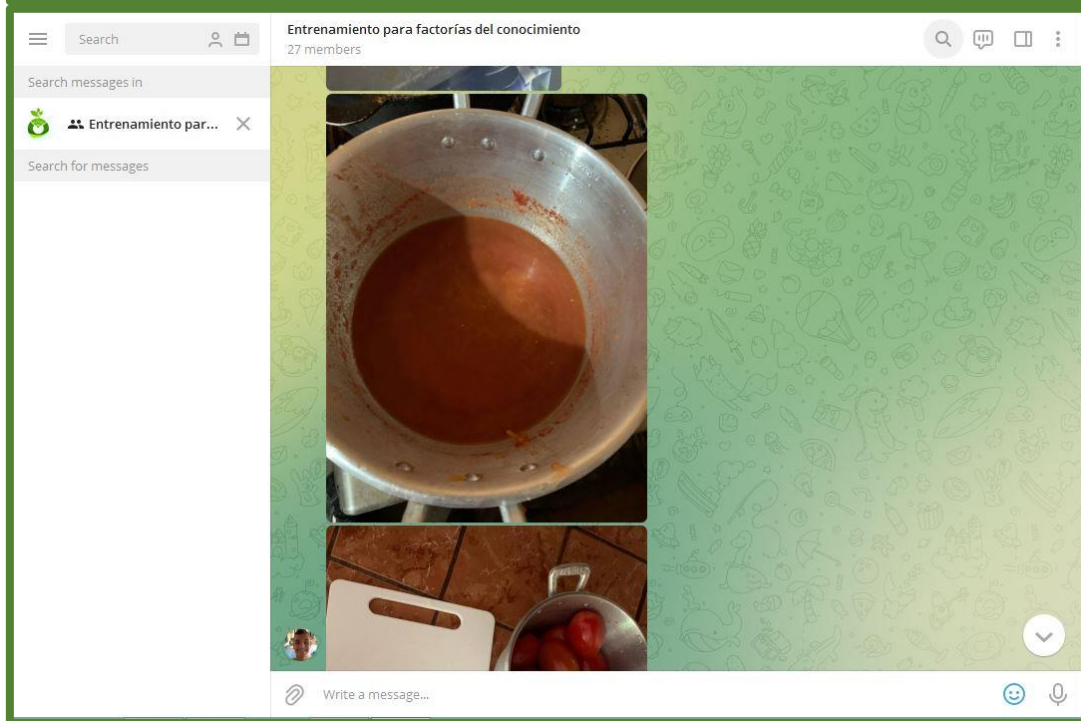 Search
Search messages in
Entrenamiento par...
Search for messages
Entrenamiento para factorías del conocimiento
27 members
Write a message...